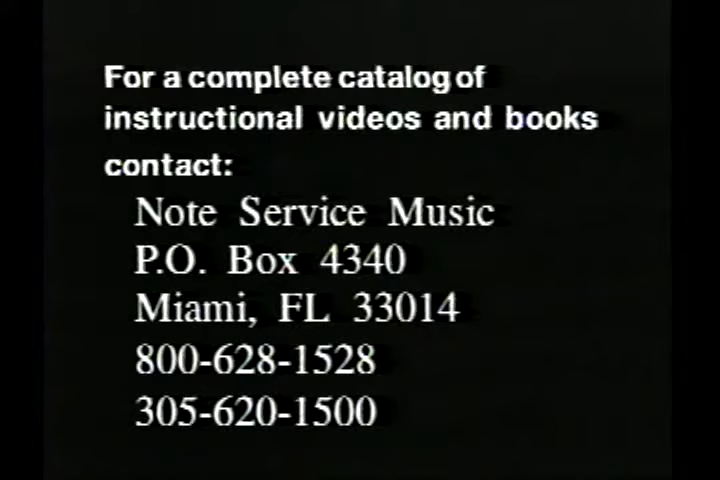 For a complete catalog of
instructional videos and books
contact:
Note Service Music
P.O. Box 4340
Miami, FL 33014
800-628-1528
305-620-1500